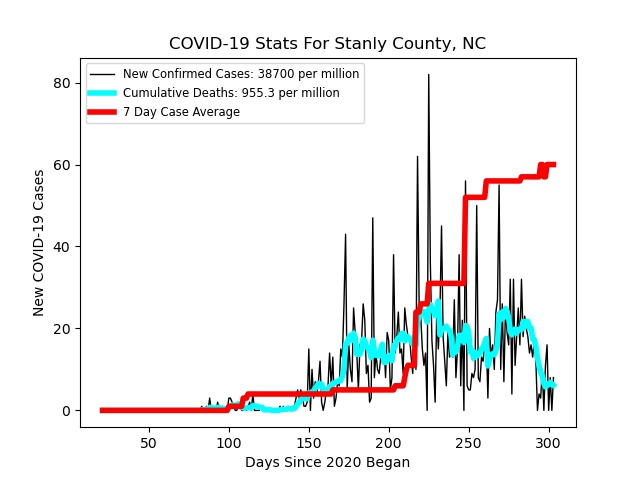 COVID-19 Stats For Stanly County, NC
New Confirmed Cases: 38700 per million
Cumulative Deaths: 955.3 per million
7 Day Case Average
80
60
40
20
0
New COVID-19 Cases
50 100 150 200 250 300
Days Since 2020 Began